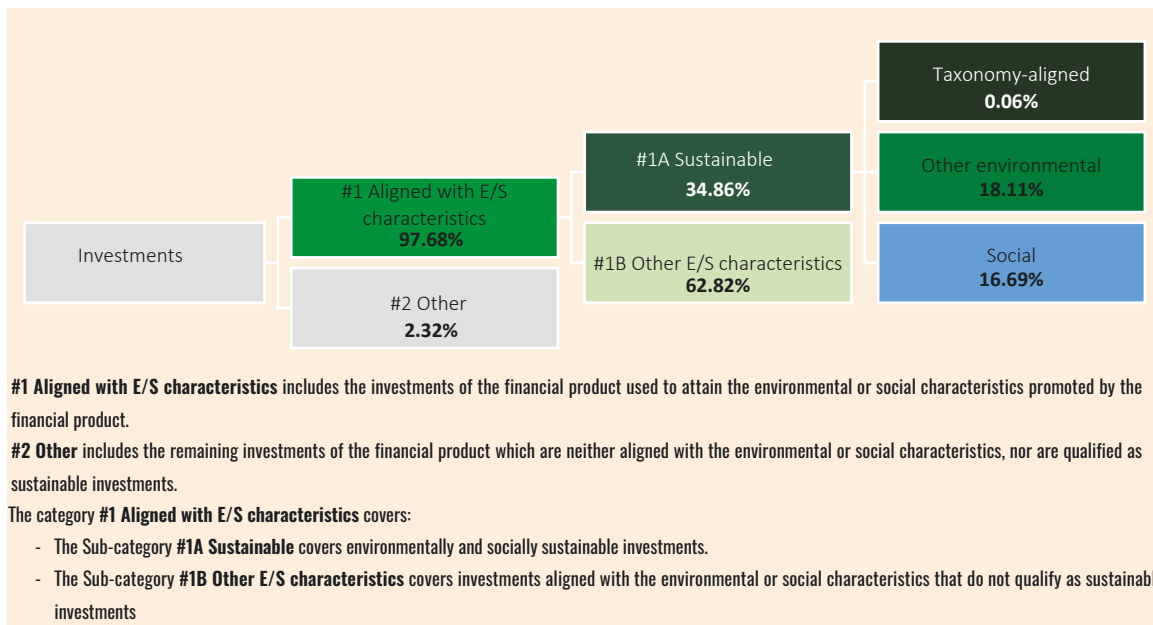 Taxonomy-aligned
0.06%
#1A Sustainable
34.86%
Other environmental
18.11%
#1 Aligned with E/S
characteristics
97.68%
Investments
#1B Other E/S characteristics
62.82%
Social
16.69%
#2 Other
2.32%
#1 Aligned with E/S characteristics includes the investments of the financial product used to attain the environmental or social characteristics promoted by the
financial product.
#2 Other includes the remaining investments of the financial product which are neither aligned with the environmental or social characteristics, nor are qualified as
sustainable investments.
The category #1 Aligned with E/S characteristics covers:
- The Sub-category #1A Sustainable covers environmentally and socially sustainable investments.
- The Sub-category #1B Other E/S characteristics covers investments aligned with the environmental or social characteristics that do not qualify as sustainabl
investments